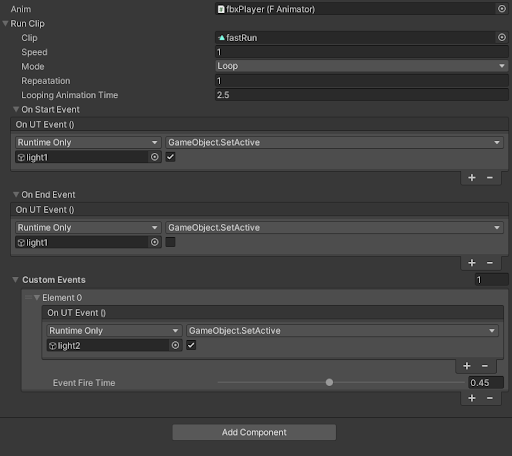 Anim fbxPlayer (F Animator)
Run Clip
Clip fastRun
Speed 1
Mode Loop
Repeatation 1
Looping Animation Time 2.5
On Start Event
On UT Event ()
Runtime Only GameObject.SetActive
light1
+ −
On End Event
On UT Event ()
Runtime Only GameObject.SetActive
light1
+ −
Custom Events 1
Element 0
On UT Event ()
Runtime Only GameObject.SetActive
light2
+ −
Event Fire Time 0.45
+ −
Add Component